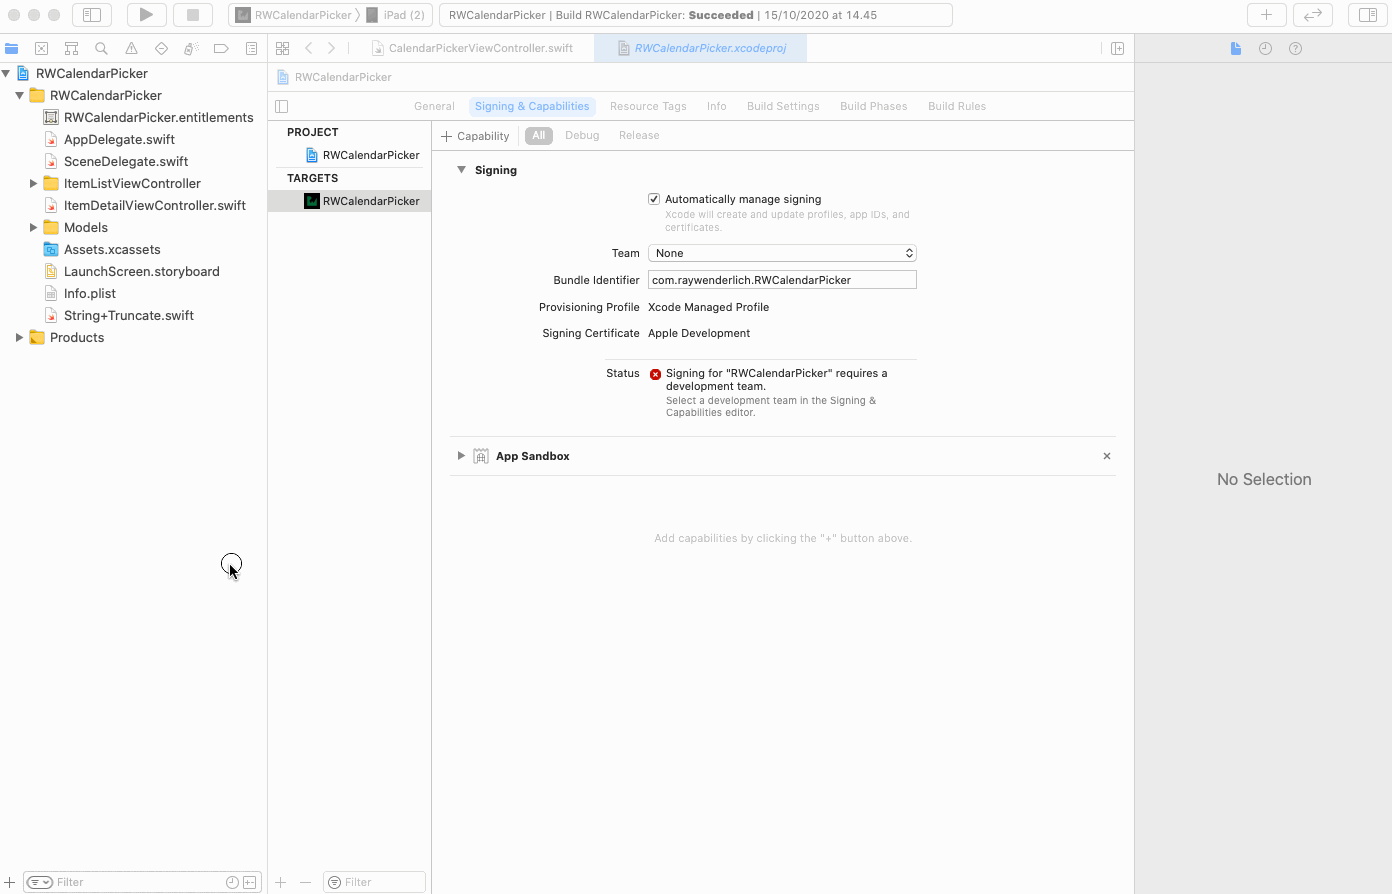 RWCalendarPicker
iPad (2)
RWCalendarPicker | Build RWCalendarPicker: Succeeded | 15/10/2020 at 14.45
CalendarPickerViewController.swift
RWCalendarPicker.xcodeproj
RWCalendarPicker
RWCalendarPicker
RWCalendarPicker.entitlements
AppDelegate.swift
SceneDelegate.swift
ItemListViewController
ItemDetailViewController.swift
Models
Assets.xcassets
LaunchScreen.storyboard
Info.plist
String+Truncate.swift
Products
Filter
RWCalendarPicker
General
Signing & Capabilities
Resource Tags
Info
Build Settings
Build Phases
Build Rules
PROJECT
RWCalendarPicker
TARGETS
RWCalendarPicker
Filter
+ Capability
All
Debug
Release
Signing
Automatically manage signing
Xcode will create and update profiles, app IDs, and
certificates.
Team
None
Bundle Identifier
com.raywenderlich.RWCalendarPicker
Provisioning Profile
Xcode Managed Profile
Signing Certificate
Apple Development
Status
Signing for "RWCalendarPicker" requires a
development team.
Select a development team in the Signing &
Capabilities editor.
App Sandbox
Add capabilities by clicking the "+" button above.
No Selection